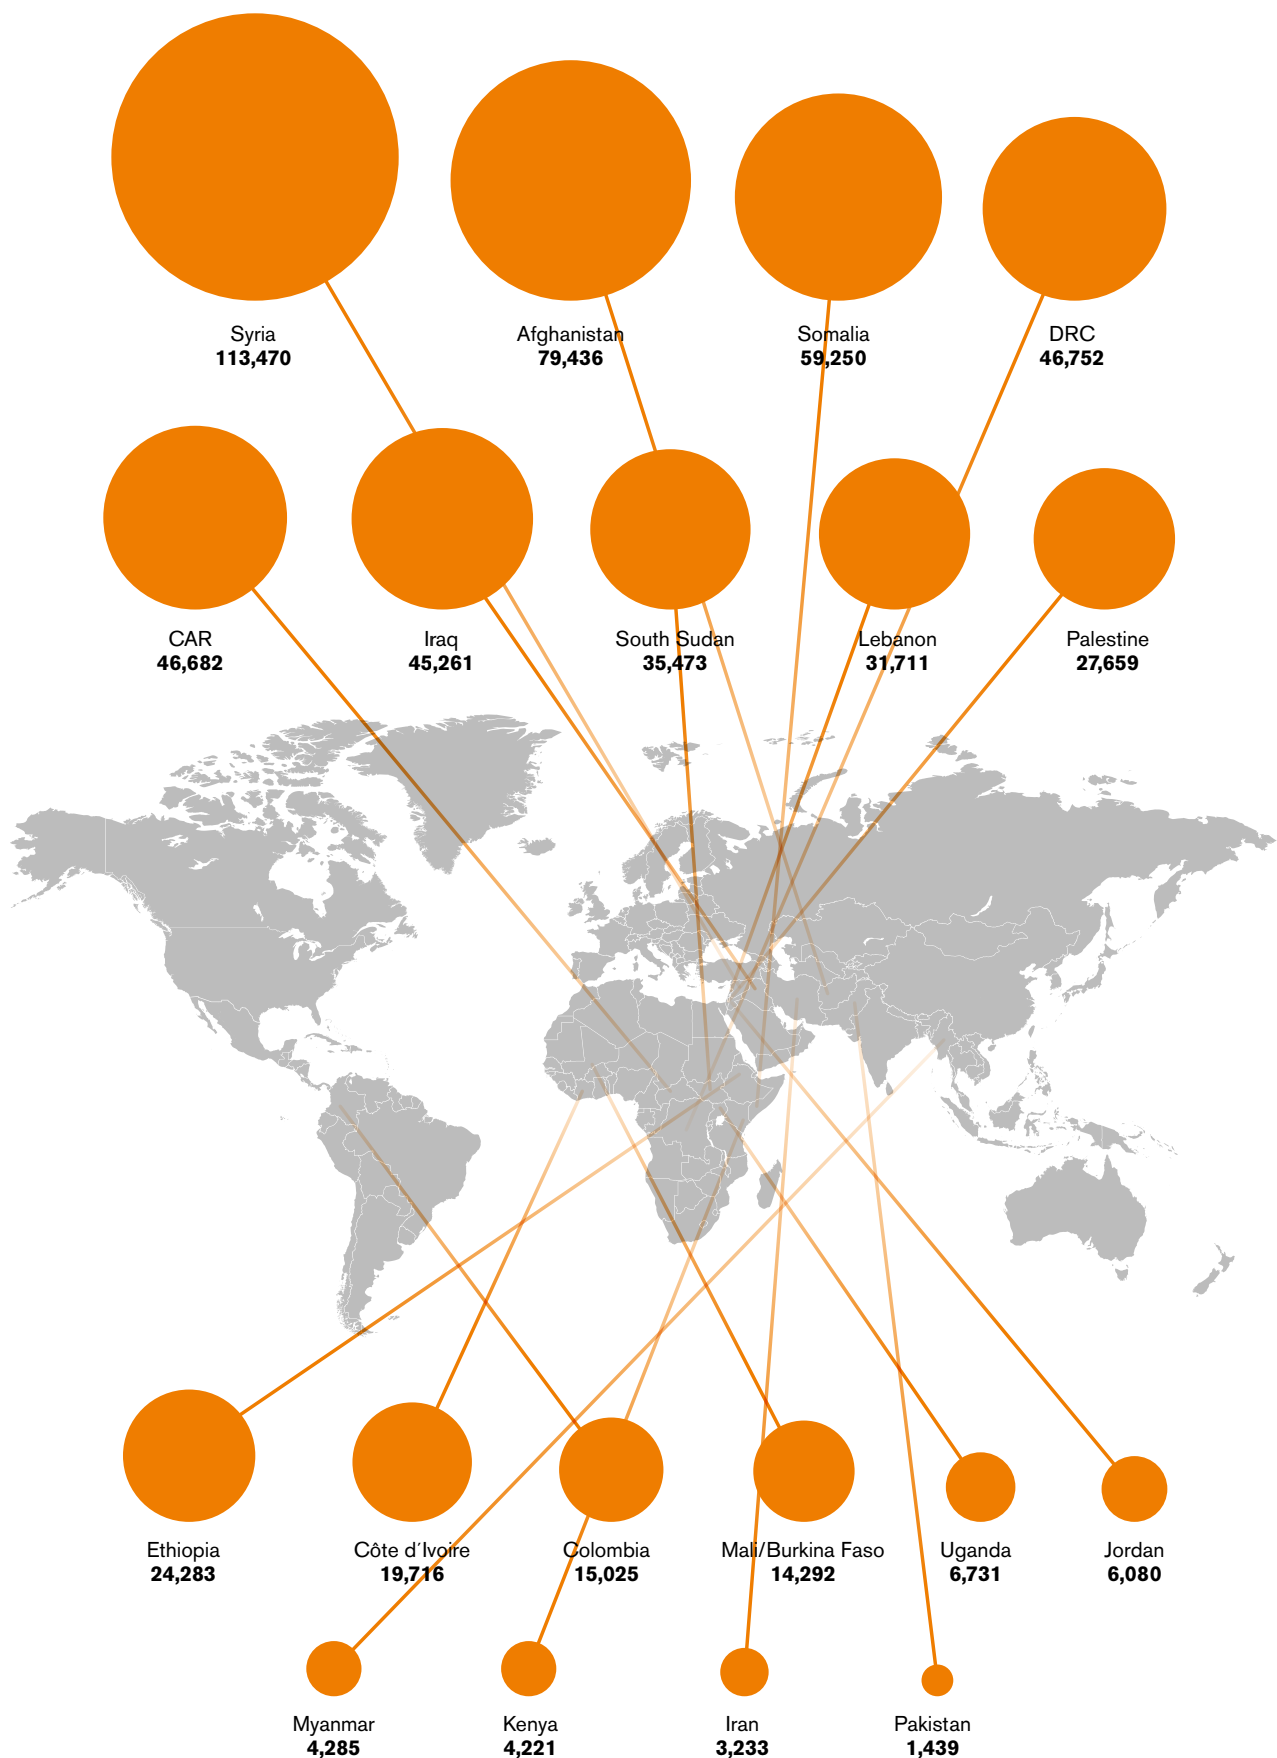 Syria
113,470
Afghanistan
79,436
Somalia
59,250
DRC
46,752
CAR
46,682
Iraq
45,261
South Sudan
35,473
Lebanon
31,711
Palestine
27,659
Ethiopia
24,283
Côte d´Ivoire
19,716
Colombia
15,025
Mali/Burkina Faso
14,292
Uganda
6,731
Jordan
6,080
Myanmar
4,285
Kenya
4,221
Iran
3,233
Pakistan
1,439